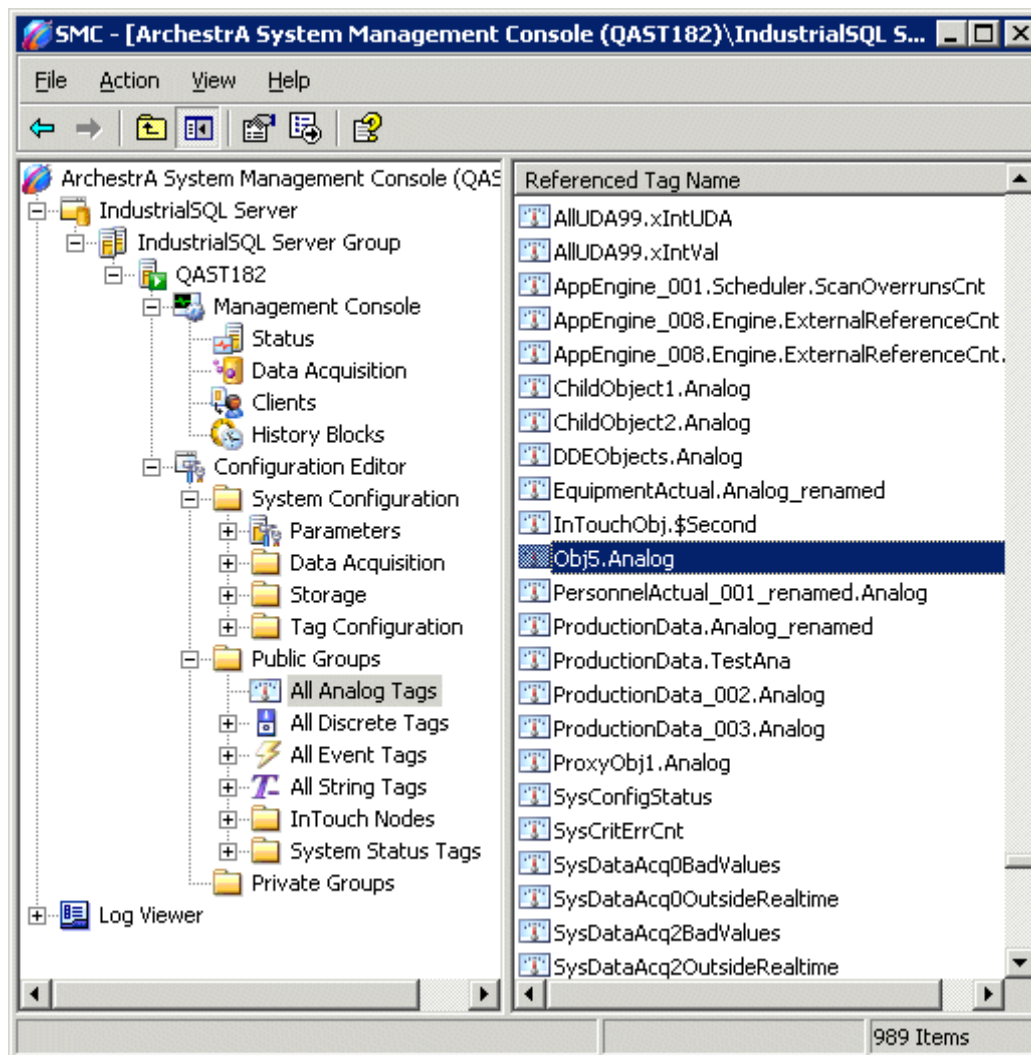 SMC - [ArchestrA System Management Console (QAST182)\IndustrialSQL S...
File Action View Help
ArchestrA System Management Console (QAS
IndustrialSQL Server
IndustrialSQL Server Group
QAST182
Management Console
Status
Data Acquisition
Clients
History Blocks
Configuration Editor
System Configuration
Parameters
Data Acquisition
Storage
Tag Configuration
Public Groups
All Analog Tags
All Discrete Tags
All Event Tags
All String Tags
InTouch Nodes
System Status Tags
Private Groups
Log Viewer
Referenced Tag Name
AllUDA99.xIntUDA
AllUDA99.xIntVal
AppEngine_001.Scheduler.ScanOverrunsCnt
AppEngine_008.Engine.ExternalReferenceCnt
AppEngine_008.Engine.ExternalReferenceCnt.
ChildObject1.Analog
ChildObject2.Analog
DDEObjects.Analog
EquipmentActual.Analog_renamed
InTouchObj.$Second
Obj5.Analog
PersonnelActual_001_renamed.Analog
ProductionData.Analog_renamed
ProductionData.TestAna
ProductionData_002.Analog
ProductionData_003.Analog
ProxyObj1.Analog
SysConfigStatus
SysCritErrCnt
SysDataAcq0BadValues
SysDataAcq0OutsideRealtime
SysDataAcq2BadValues
SysDataAcq2OutsideRealtime
989 Items